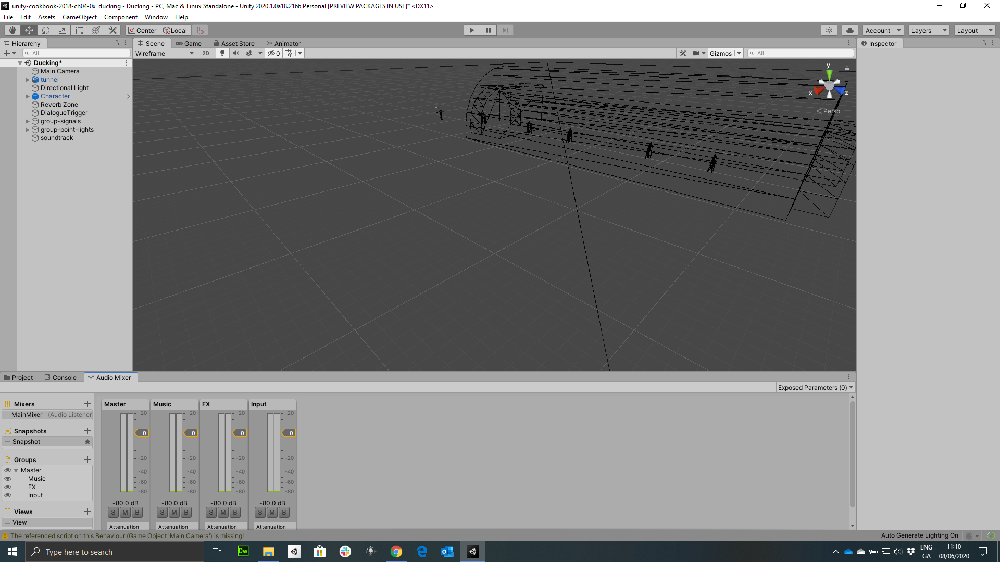 unity-cookbook-2018-ch04-0x_ducking - Ducking - PC, Mac & Linux Standalone - Unity 2020.1.0a18.2166 Personal [PREVIEW PACKAGES IN USE]* <DX11>
File Edit Assets GameObject Component Window Help
Center Local Account Layers Layout
Hierarchy Scene Game Asset Store Animator Inspector
All Wireframe 2D 0 Gizmos All
Ducking*
Main Camera
tunnel
Directional Light
Character
Reverb Zone
DialogueTrigger
group-signals
group-point-lights
soundtrack
y
x z
Persp
Project Console Audio Mixer
Exposed Parameters (0)
Mixers
MainMixer (Audio Listener
Snapshots
Snapshot
Groups
Master
Music
FX
Input
Views
View
Master Music FX Input
20 20 20 20
0 0 0 0
-20 -20 -20 -20
-40 -40 -40 -40
-60 -60 -60 -60
-80 -80 -80 -80
-80.0 dB -80.0 dB -80.0 dB -80.0 dB
S M B S M B S M B S M B
Attenuation Attenuation Attenuation Attenuation
The referenced script on this Behaviour (Game Object 'Main Camera') is missing!
Auto Generate Lighting On
Type here to search
Dw
ENG
GA
11:10
08/06/2020